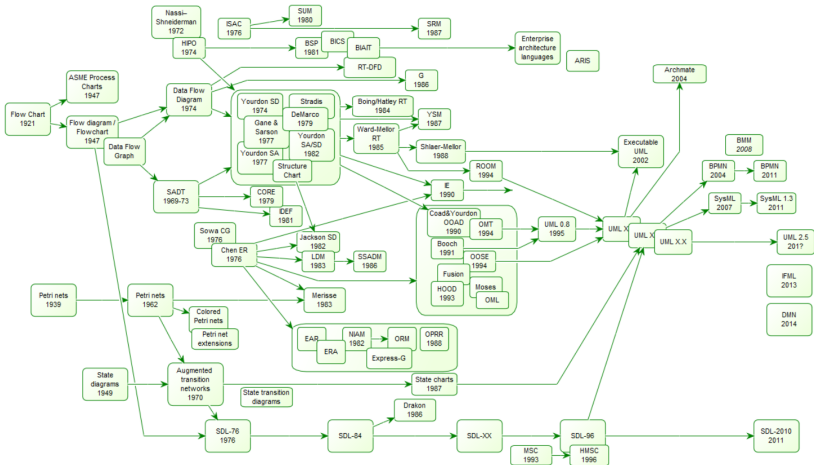 Nassi–
Shneiderman
1972
ISAC
1976
SUM
1980
SRM
1987
HIPO
1974
BSP
1981
BICS
BIAIT
Enterprise
architecture
languages
ARIS
RT-DFD
G
1986
Archmate
2004
ASME Process
Charts
1947
Flow Chart
1921
Flow diagram /
Flowchart
1947
Data Flow
Graph
Data Flow
Diagram
1974
Yourdon SD
1974
Stradis
DeMarco
1979
Gane &
Sarson
1977
Yourdon
SA/SD
1982
Yourdon SA
1977
Structure
Chart
Boing/Hatley RT
1984
YSM
1987
Ward-Mellor
RT
1985
Shlaer-Mellor
1988
ROOM
1994
Executable
UML
2002
BMM
2008
BPMN
2004
BPMN
2011
SysML
2007
SysML 1.3
2011
SADT
1969-73
CORE
1979
IDEF
1981
IE
1990
Sowa CG
1976
Chen ER
1976
Jackson SD
1982
LDM
1983
SSADM
1986
Coad&Yourdon
OOAD
1990
OMT
1994
Booch
1991
OOSE
1994
Fusion
HOOD
1993
Moses
OML
UML 0.8
1995
UML X
UML X
UML X.X
UML 2.5
201?
IFML
2013
DMN
2014
Petri nets
1939
Petri nets
1962
Colored
Petri nets
Petri net
extensions
Merisse
1983
EAR
ERA
NIAM
1982
ORM
OPRR
1988
Express-G
State
diagrams
1949
Augmented
transition
networks
1970
State transition
diagrams
State charts
1987
Drakon
1986
SDL-76
1976
SDL-84
SDL-XX
SDL-96
SDL-2010
2011
MSC
1993
HMSC
1996